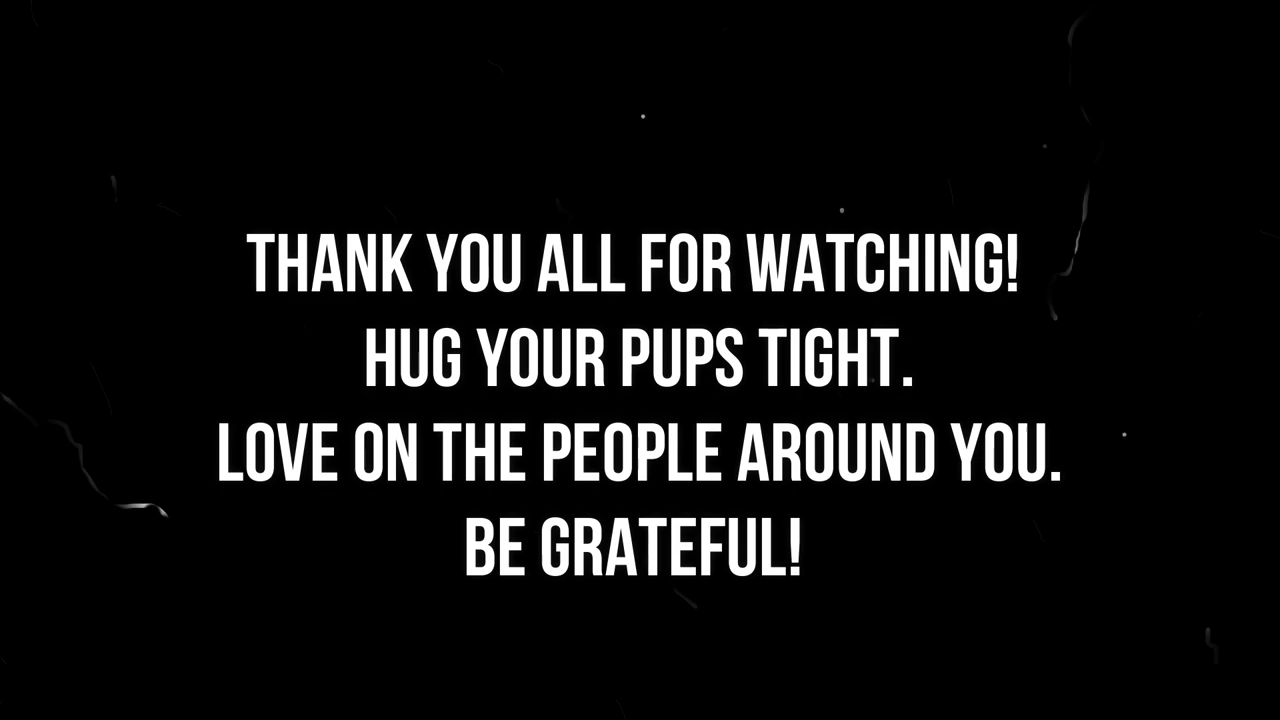 THANK YOU ALL FOR WATCHING!
HUG YOUR PUPS TIGHT.
LOVE ON THE PEOPLE AROUND YOU.
BE GRATEFUL!